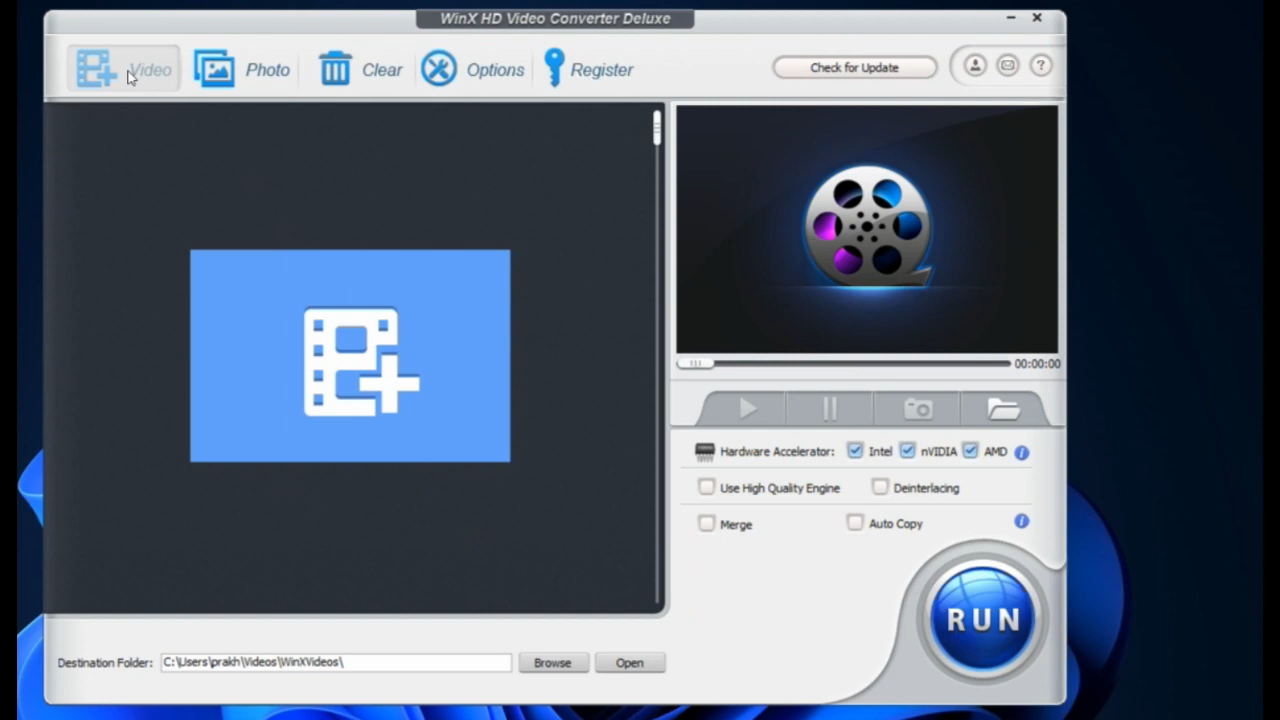 WinX HD Video Converter Deluxe
Video Photo Clear Options Register Check for Update ?
00:00:00
Hardware Accelerator: Intel nVIDIA AMD i
Use High Quality Engine Deinterlacing
Merge Auto Copy i
RUN
Destination Folder: C:\Users\prakh\Videos\WinXVideos\ Browse Open